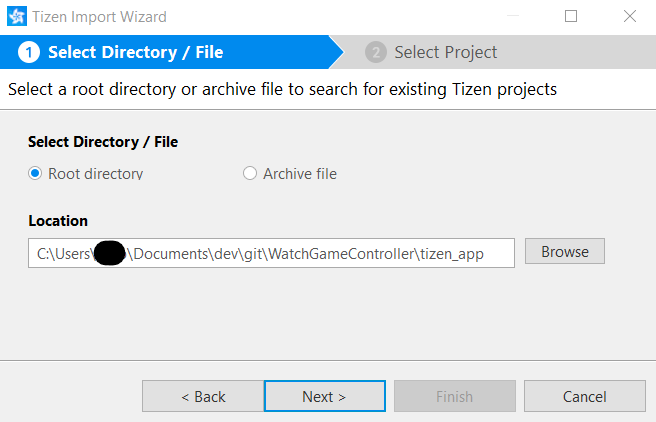 Tizen Import Wizard
1 Select Directory / File
2 Select Project
Select a root directory or archive file to search for existing Tizen projects
Select Directory / File
Root directory
Archive file
Location
C:\Users\ \Documents\dev\git\WatchGameController\tizen_app
Browse
< Back
Next >
Finish
Cancel